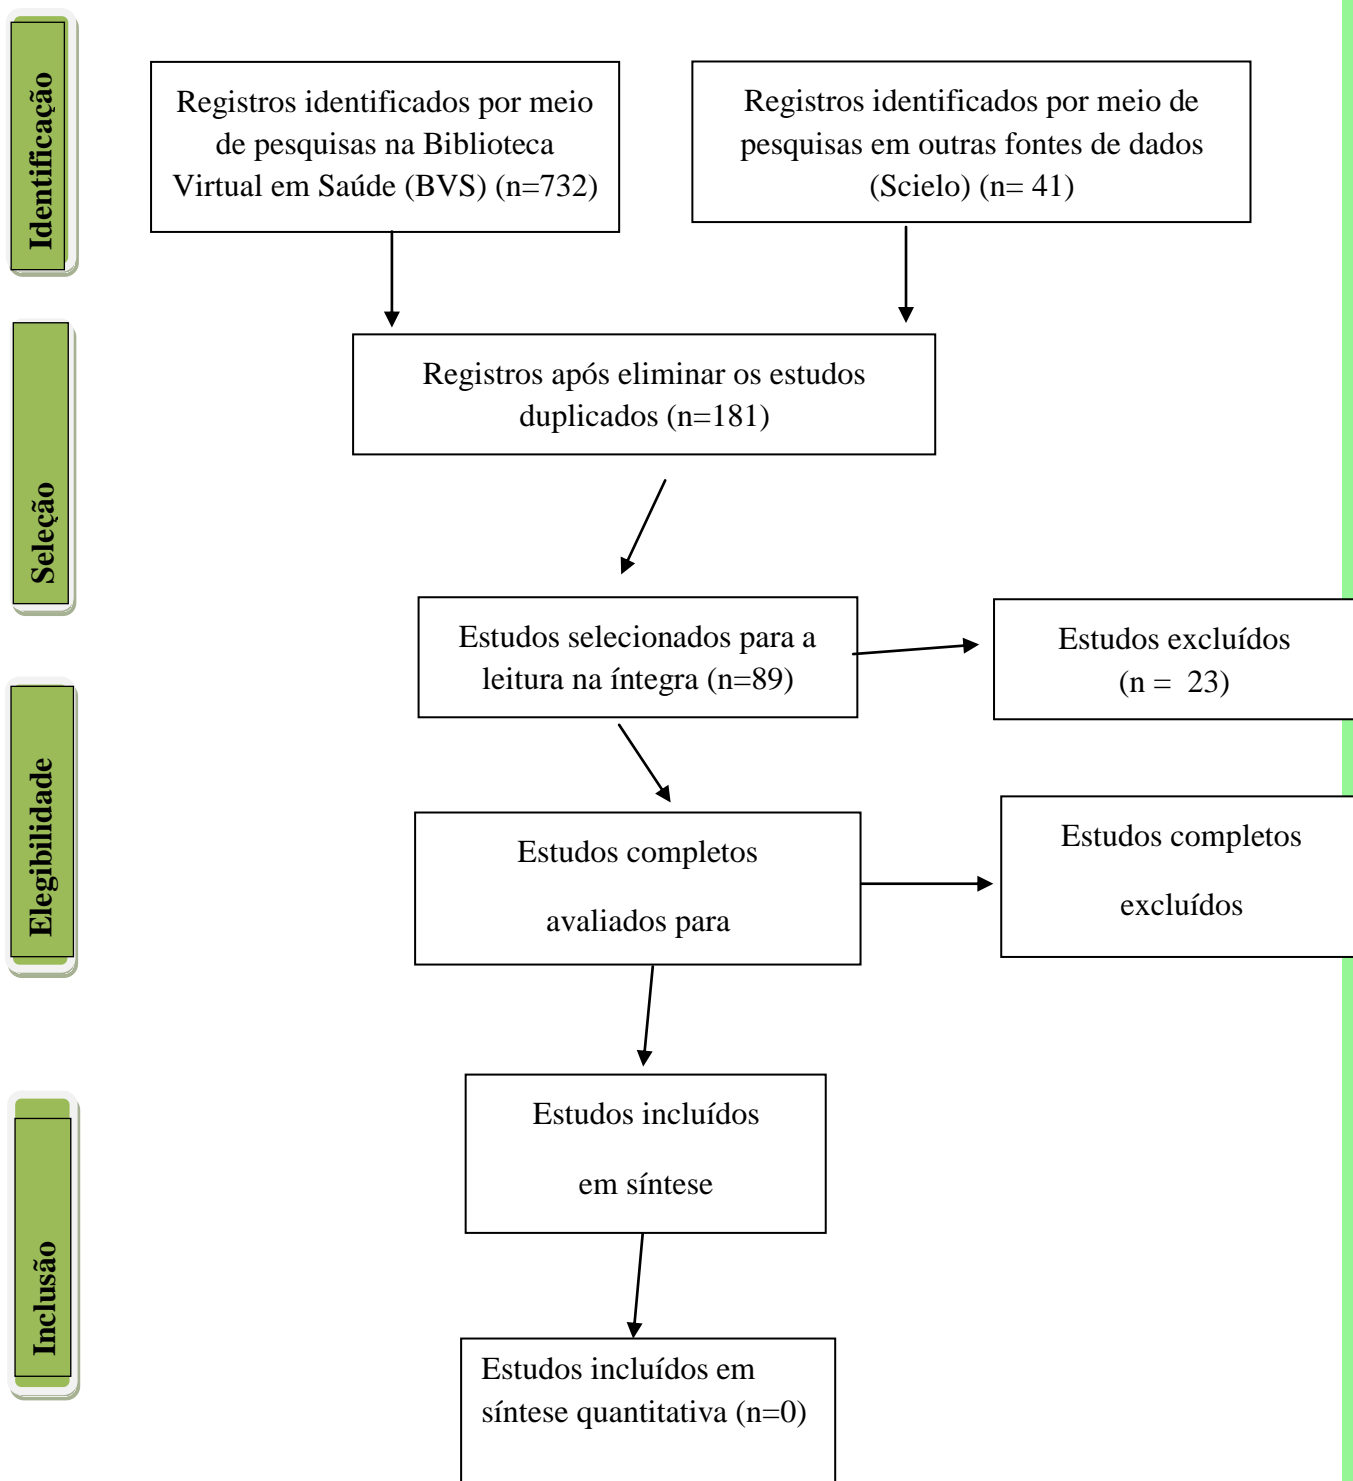 Identificação
Registros identificados por meio
de pesquisas na Biblioteca
Virtual em Saúde (BVS) (n=732)
Registros identificados por meio de
pesquisas em outras fontes de dados
(Scielo) (n= 41)
Seleção
Registros após eliminar os estudos
duplicados (n=181)
Estudos selecionados para a
leitura na íntegra (n=89)
Estudos excluídos
(n =  23)
Elegibilidade
Estudos completos
avaliados para
Estudos completos
excluídos
Inclusão
Estudos incluídos
em síntese
Estudos incluídos em
síntese quantitativa (n=0)